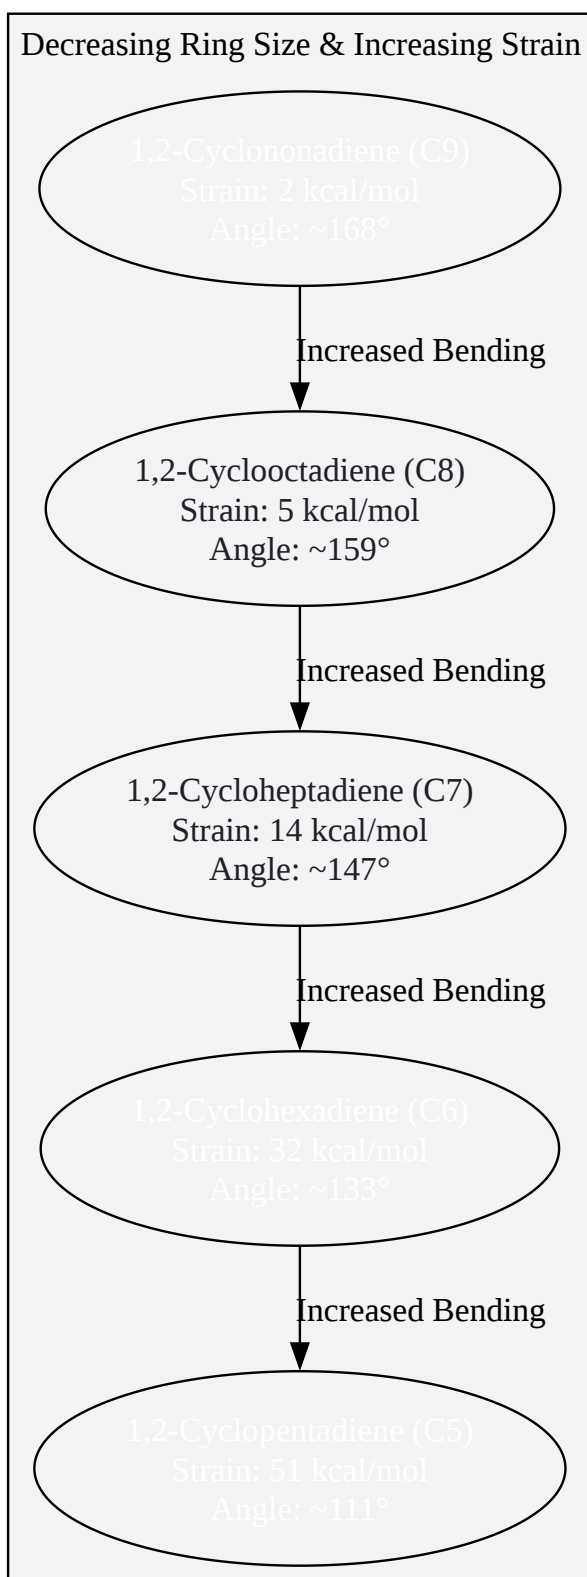 Decreasing Ring Size & Increasing Strain
1,2-Cyclononadiene (C9)
Strain: 2 kcal/mol
Angle: ~168°
Increased Bending
1,2-Cyclooctadiene (C8)
Strain: 5 kcal/mol
Angle: ~159°
Increased Bending
1,2-Cycloheptadiene (C7)
Strain: 14 kcal/mol
Angle: ~147°
Increased Bending
1,2-Cyclohexadiene (C6)
Strain: 32 kcal/mol
Angle: ~133°
Increased Bending
1,2-Cyclopentadiene (C5)
Strain: 51 kcal/mol
Angle: ~111°